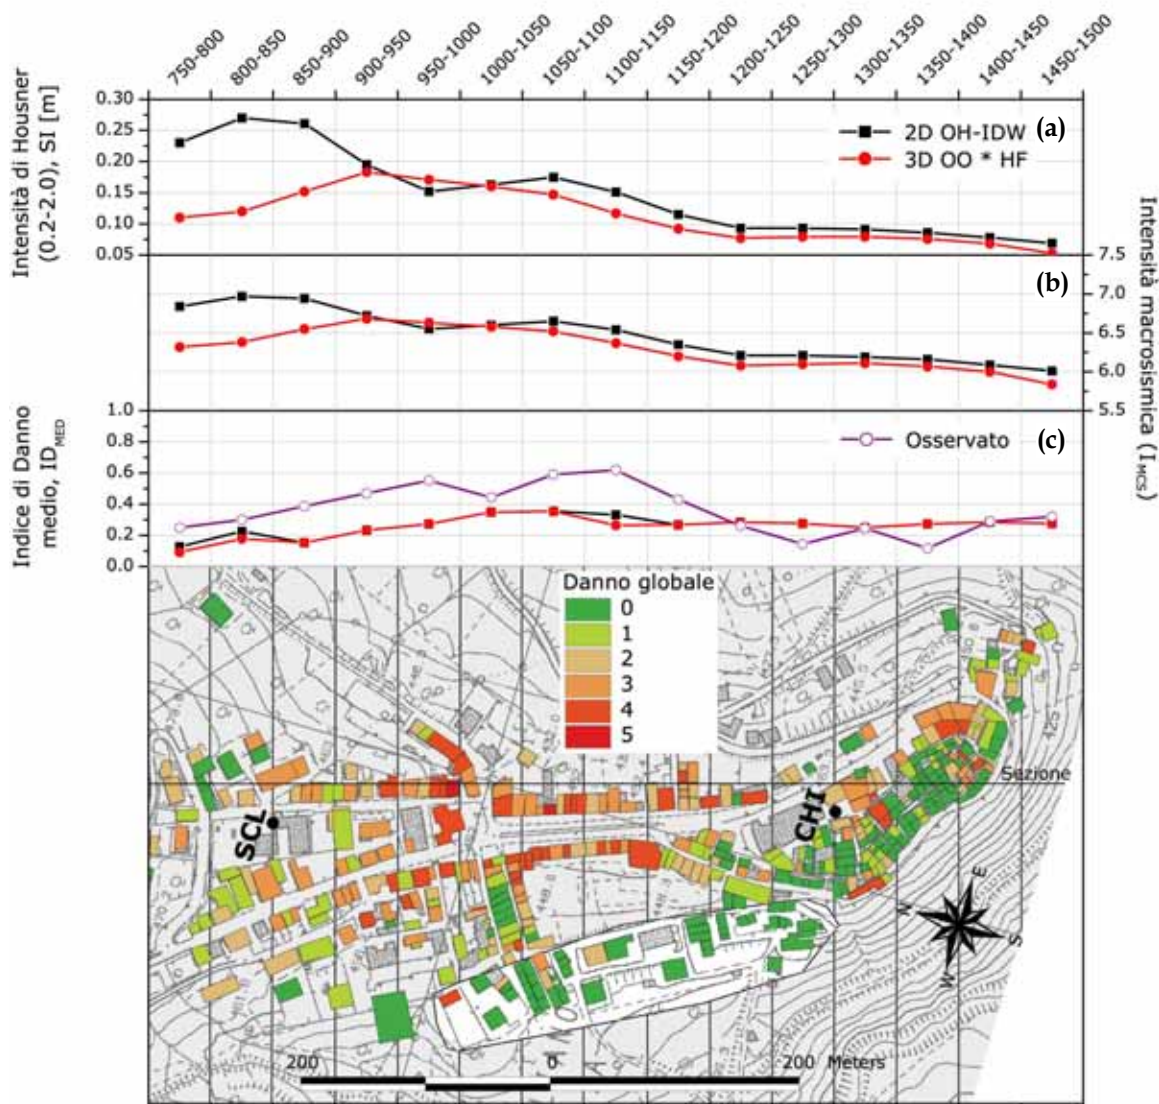 750-800 800-850 850-900 900-950 950-1000 1000-1050 1050-1100 1100-1150 1150-1200 1200-1250 1250-1300 1300-1350 1350-1400 1400-1450 1450-1500
Intensità di Housner
(0.2-2.0), SI [m]
0.30
0.25
0.20
0.15
0.10
0.05
(a)
2D OH-IDW
3D OO * HF
(b)
7.5
7.0
6.5
6.0
5.5
Intensità macrosismica (I_MCS)
Indice di Danno
medio, ID_MED
1.0
0.8
0.6
0.4
0.2
0.0
(c)
Osservato
Danno globale
0
1
2
3
4
5
Sezione
SCL
CHI
N
E
S
W
425
448.3
200
0
200 Meters